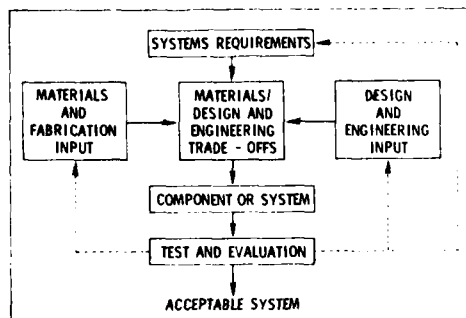 SYSTEMS REQUIREMENTS
MATERIALS
AND
FABRICATION
INPUT
MATERIALS/
DESIGN AND
ENGINEERING
TRADE - OFFS
DESIGN
AND
ENGINEERING
INPUT
COMPONENT OR SYSTEM
TEST AND EVALUATION
ACCEPTABLE SYSTEM